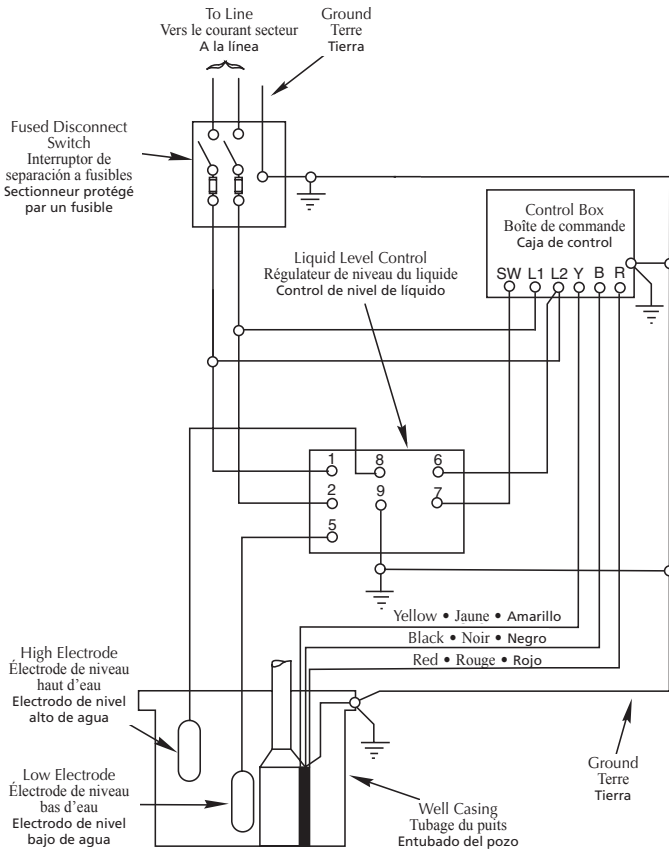 To Line
Vers le courant secteur
A la línea
Ground
Terre
Tierra
Fused Disconnect
Switch
Interruptor de
separación a fusibles
Sectionneur protégé
par un fusible
Control Box
Boîte de commande
Caja de control
SW L1 L2 Y B R
Liquid Level Control
Régulateur de niveau du liquide
Control de nivel de líquido
1 8 6
2 9 7
5
Yellow • Jaune • Amarillo
Black • Noir • Negro
Red • Rouge • Rojo
High Electrode
Électrode de niveau
haut d'eau
Electrodo de nivel
alto de agua
Low Electrode
Électrode de niveau
bas d'eau
Electrodo de nivel
bajo de agua
Well Casing
Tubage du puits
Entubado del pozo
Ground
Terre
Tierra